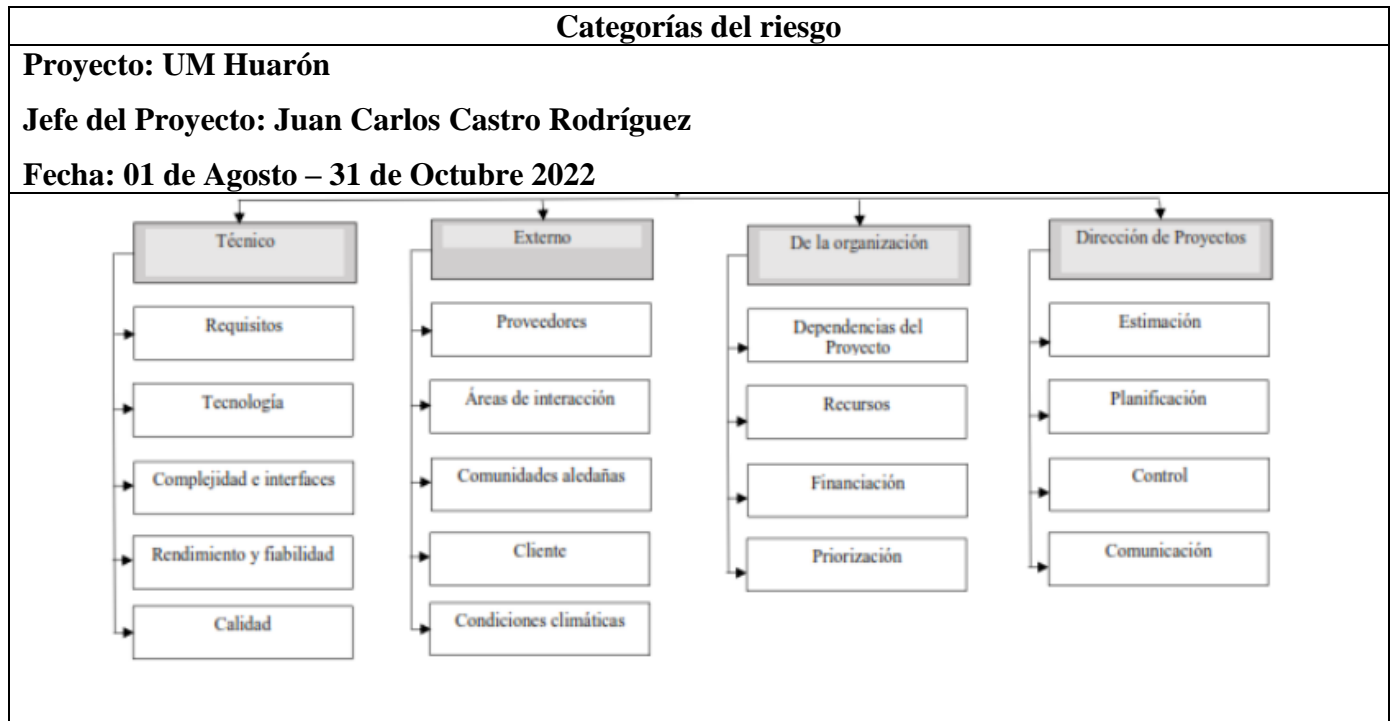 Categorías del riesgo
Proyecto: UM Huarón
Jefe del Proyecto: Juan Carlos Castro Rodríguez
Fecha: 01 de Agosto – 31 de Octubre 2022
Técnico
Requisitos
Tecnología
Complejidad e interfaces
Rendimiento y fiabilidad
Calidad
Externo
Proveedores
Áreas de interacción
Comunidades aledañas
Cliente
Condiciones climáticas
De la organización
Dependencias del
Proyecto
Recursos
Financiación
Priorización
Dirección de Proyectos
Estimación
Planificación
Control
Comunicación